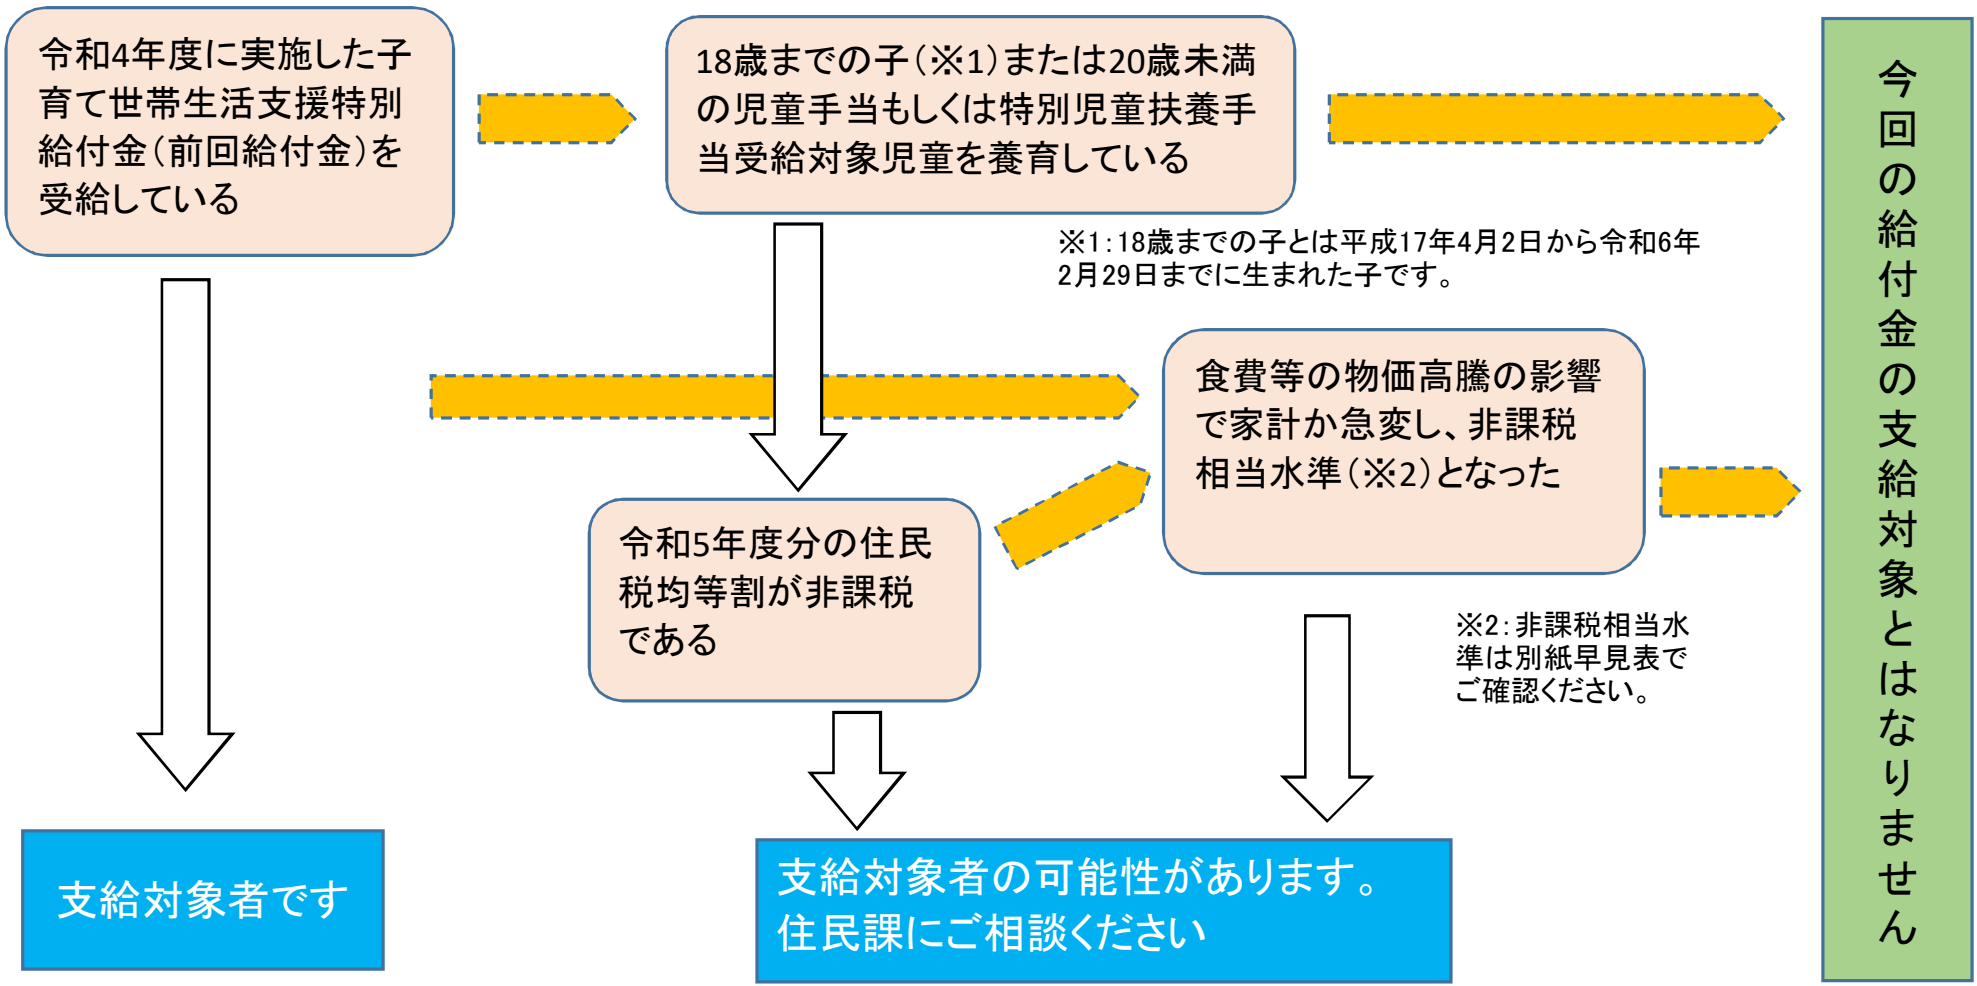 令和4年度に実施した子
育て世帯生活支援特別
給付金（前回給付金）を
受給している
18歳までの子（※1）または20歳未満
の児童手当もしくは特別児童扶養手
当受給対象児童を養育している
※1：18歳までの子とは平成17年4月2日から令和6年
2月29日までに生まれた子です。
食費等の物価高騰の影響
で家計か急変し、非課税
相当水準（※2）となった
令和5年度分の住民
税均等割が非課税
である
※2：非課税相当水
準は別紙早見表で
ご確認ください。
支給対象者です
支給対象者の可能性があります。
住民課にご相談ください
今回の給付金の支給対象とはなりません